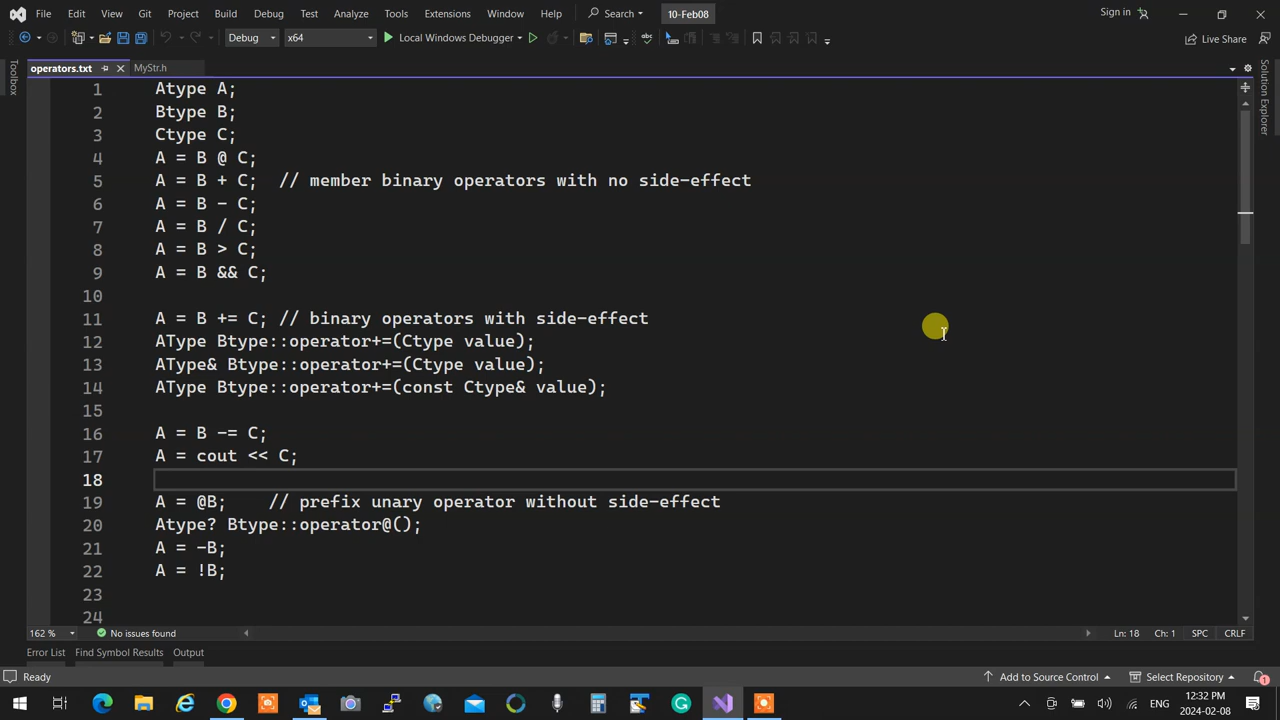 File Edit View Git Project Build Debug Test Analyze Tools Extensions Window Help Search 10-Feb08 Sign in
Debug x64 Local Windows Debugger Live Share
operators.txt MyStr.h
Toolbox
Solution Explorer
1 Atype A;
2 Btype B;
3 Ctype C;
4 A = B @ C;
5 A = B + C;  // member binary operators with no side-effect
6 A = B - C;
7 A = B / C;
8 A = B > C;
9 A = B && C;
10
11 A = B += C; // binary operators with side-effect
12 AType Btype::operator+=(Ctype value);
13 AType& Btype::operator+=(Ctype value);
14 AType Btype::operator+=(const Ctype& value);
15
16 A = B -= C;
17 A = cout << C;
18
19 A = @B;    // prefix unary operator without side-effect
20 Atype? Btype::operator@();
21 A = -B;
22 A = !B;
23
24
162 % No issues found Ln: 18 Ch: 1 SPC CRLF
Error List Find Symbol Results Output
Ready Add to Source Control Select Repository 1
12:32 PM
ENG
2024-02-08